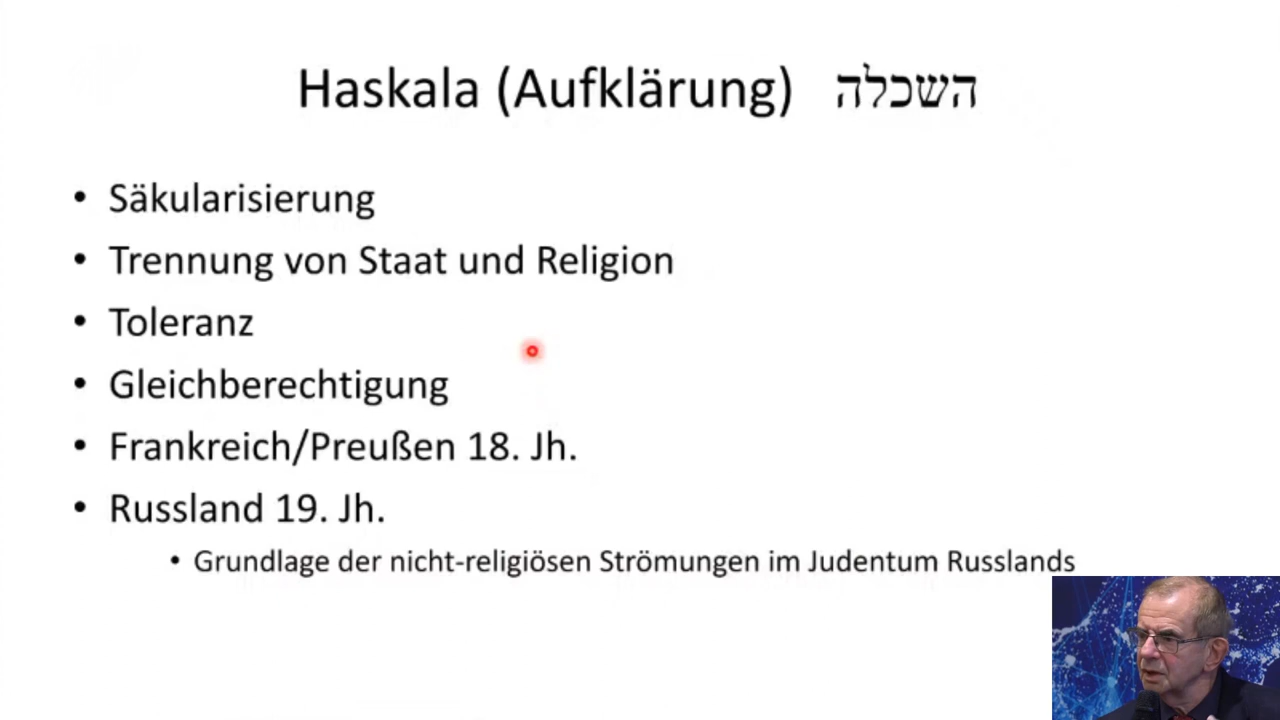 Haskala (Aufklärung) השכלה
• Säkularisierung
• Trennung von Staat und Religion
• Toleranz
• Gleichberechtigung
• Frankreich/Preußen 18. Jh.
• Russland 19. Jh.
• Grundlage der nicht-religiösen Strömungen im Judentum Russlands